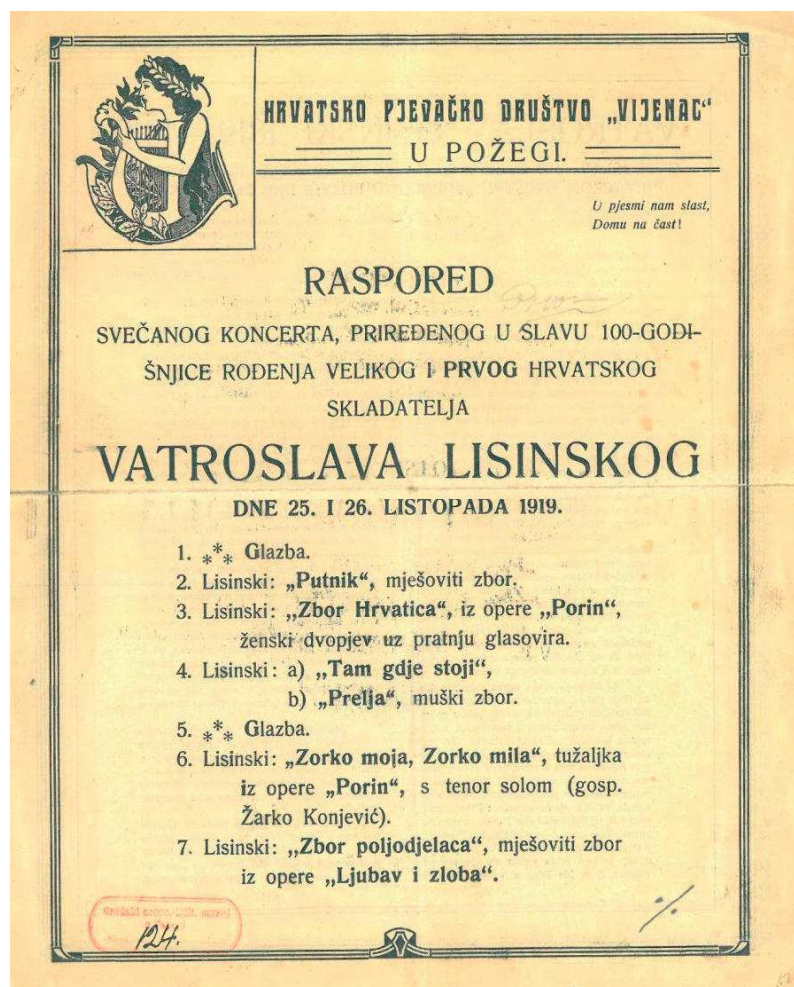 HRVATSKO PJEVAČKO DRUŠTVO „VIJENAC“
U POŽEGI.
U pjesmi nam slast,
Domu na čast!
RASPORED
SVEČANOG KONCERTA, PRIREĐENOG U SLAVU 100-GODI-
ŠNJICE ROĐENJA VELIKOG I PRVOG HRVATSKOG
SKLADATELJA
VATROSLAVA LISINSKOG
DNE 25. I 26. LISTOPADA 1919.
1. *** Glazba.
2. Lisinski: „Putnik“, mješoviti zbor.
3. Lisinski: „Zbor Hrvatica“, iz opere „Porin“,
ženski dvopjev uz pratnju glasovira.
4. Lisinski: a) „Tam gdje stoji“,
b) „Prelja“, muški zbor.
5. *** Glazba.
6. Lisinski: „Zorko moja, Zorko mila“, tužaljka
iz opere „Porin“, s tenor solom (gosp.
Žarko Konjević).
7. Lisinski: „Zbor poljodjelaca“, mješoviti zbor
iz opere „Ljubav i zloba“.
124.